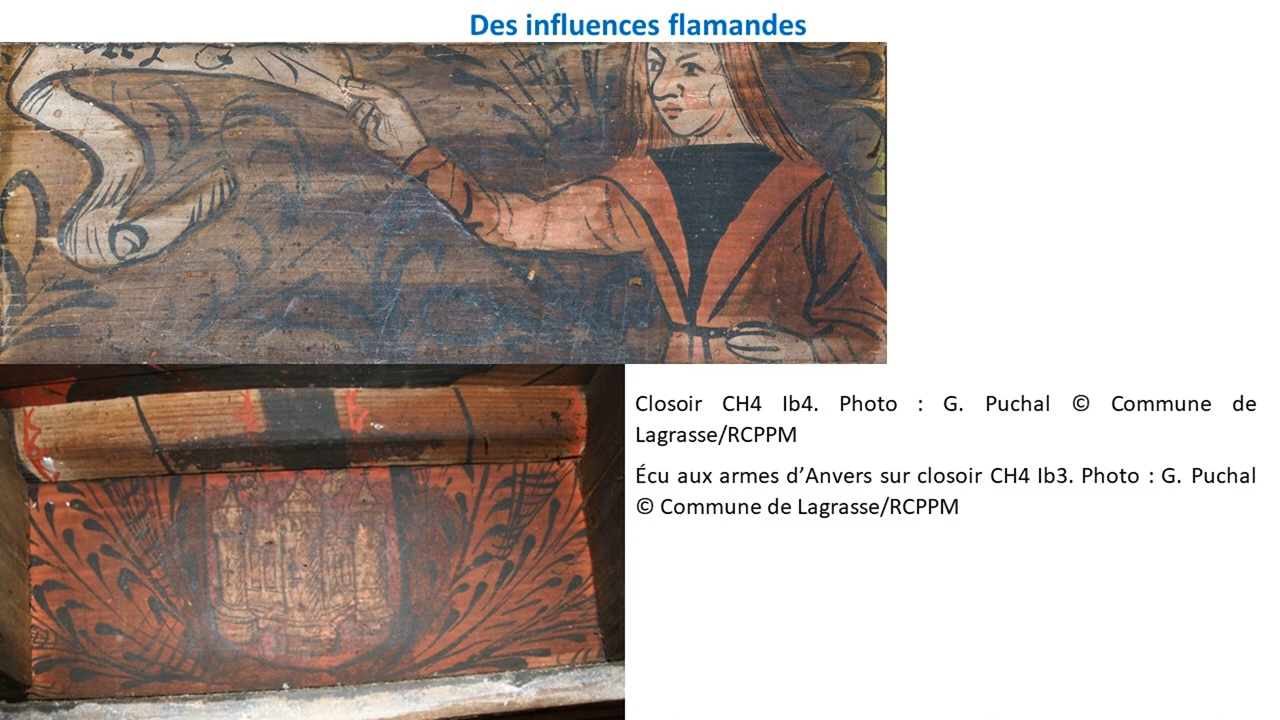 Des influences flamandes
Closoir CH4 Ib4. Photo : G. Puchal © Commune de
Lagrasse/RCPPM
Écu aux armes d’Anvers sur closoir CH4 Ib3. Photo : G. Puchal
© Commune de Lagrasse/RCPPM